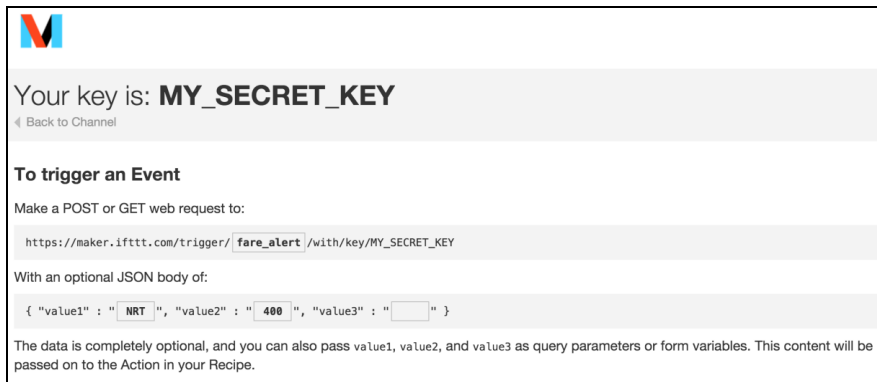 M
Your key is: MY_SECRET_KEY
Back to Channel
To trigger an Event
Make a POST or GET web request to:
https://maker.ifttt.com/trigger/ fare_alert /with/key/MY_SECRET_KEY
With an optional JSON body of:
{ "value1" : " NRT ", "value2" : " 400 ", "value3" : " " }
The data is completely optional, and you can also pass value1, value2, and value3 as query parameters or form variables. This content will be
passed on to the Action in your Recipe.